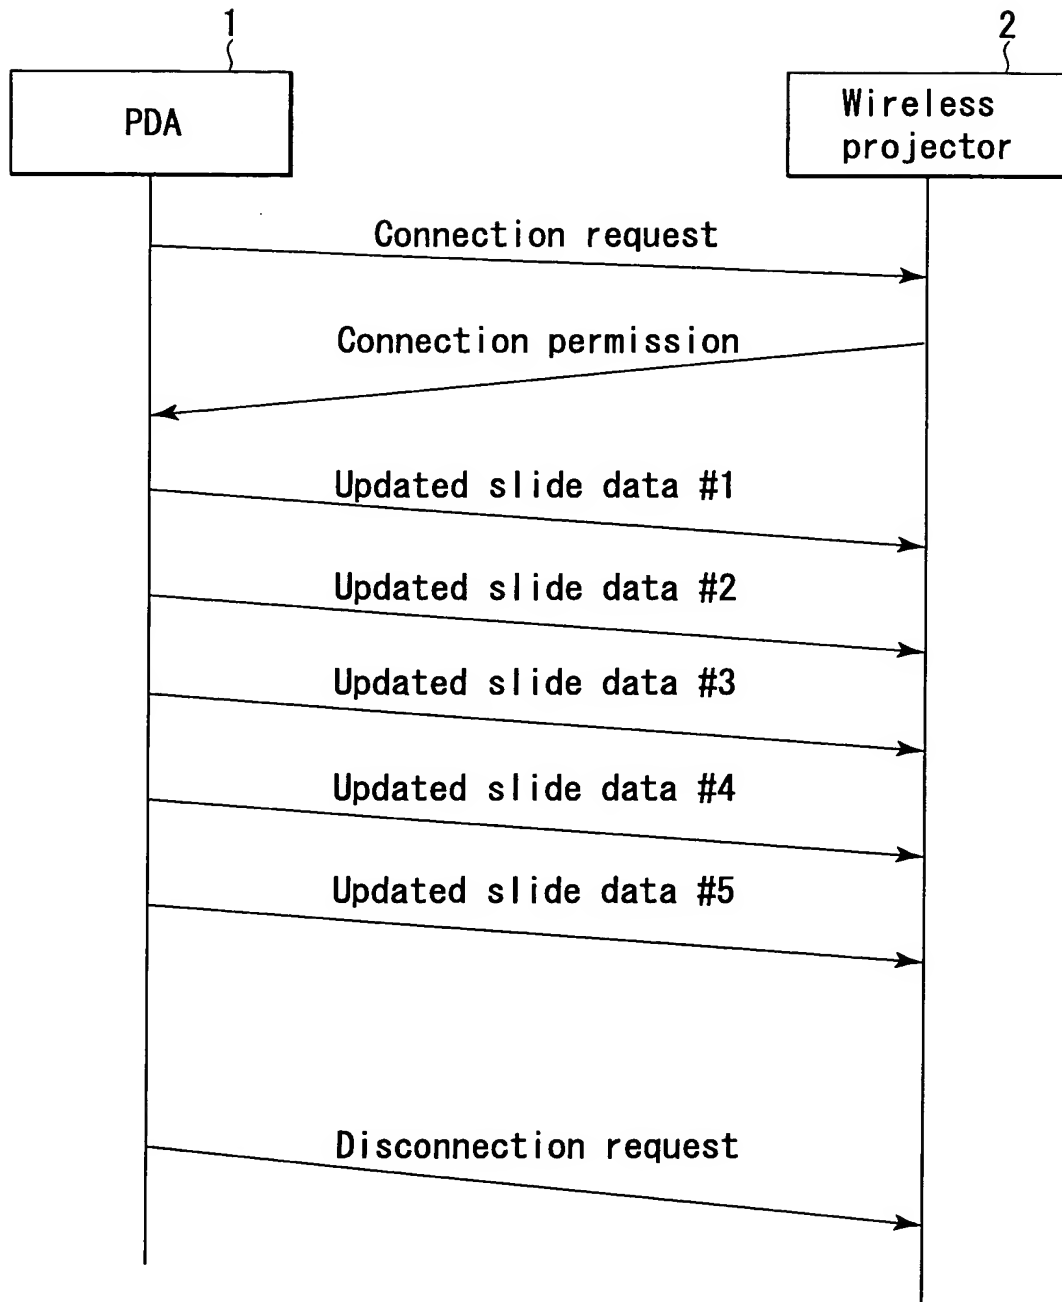 1
2
PDA
Wireless
projector
Connection request
Connection permission
Updated slide data #1
Updated slide data #2
Updated slide data #3
Updated slide data #4
Updated slide data #5
Disconnection request